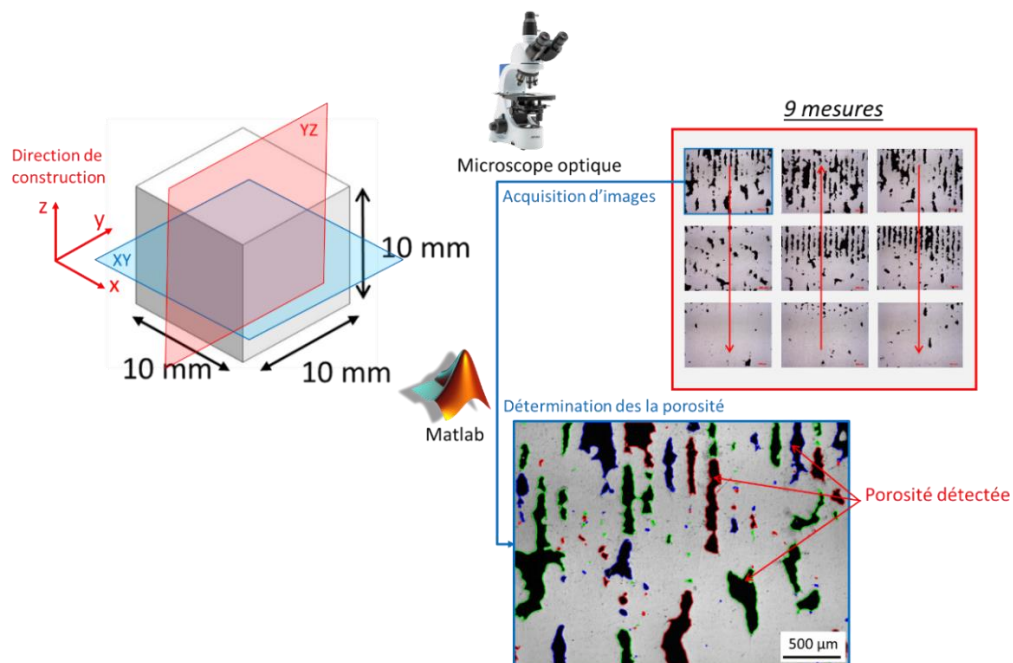 9 mesures
YZ
Direction de
construction
Microscope optique
Acquisition d'images
z
y
10 mm
XY
x
10 mm
10 mm
Détermination des la porosité
Matlab
Porosité détectée
500 µm